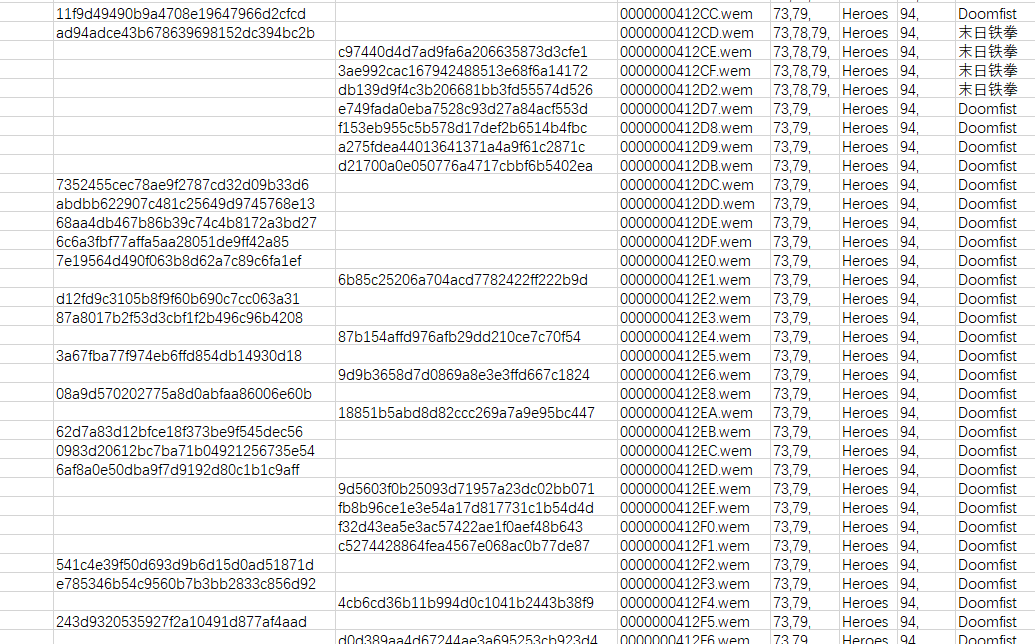 11f9d49490b9a4708e19647966d2cfcd 0000000412CC.wem 73,79, Heroes 94, Doomfist
ad94adce43b678639698152dc394bc2b 0000000412CD.wem 73,78,79, Heroes 94, 末日铁拳
c97440d4d7ad9fa6a206635873d3cfe1 0000000412CE.wem 73,78,79, Heroes 94, 末日铁拳
3ae992cac167942488513e68f6a14172 0000000412CF.wem 73,78,79, Heroes 94, 末日铁拳
db139d9f4c3b206681bb3fd55574d526 0000000412D2.wem 73,78,79, Heroes 94, 末日铁拳
e749fada0eba7528c93d27a84acf553d 0000000412D7.wem 73,79, Heroes 94, Doomfist
f153eb955c5b578d17def2b6514b4fbc 0000000412D8.wem 73,79, Heroes 94, Doomfist
a275fdea44013641371a4a9f61c2871c 0000000412D9.wem 73,79, Heroes 94, Doomfist
d21700a0e050776a4717cbbf6b5402ea 0000000412DB.wem 73,79, Heroes 94, Doomfist
7352455cec78ae9f2787cd32d09b33d6 0000000412DC.wem 73,79, Heroes 94, Doomfist
abdbb622907c481c25649d9745768e13 0000000412DD.wem 73,79, Heroes 94, Doomfist
68aa4db467b86b39c74c4b8172a3bd27 0000000412DE.wem 73,79, Heroes 94, Doomfist
6c6a3fbf77affa5aa28051de9ff42a85 0000000412DF.wem 73,79, Heroes 94, Doomfist
7e19564d490f063b8d62a7c89c6fa1ef 0000000412E0.wem 73,79, Heroes 94, Doomfist
6b85c25206a704acd7782422ff222b9d 0000000412E1.wem 73,79, Heroes 94, Doomfist
d12fd9c3105b8f9f60b690c7cc063a31 0000000412E2.wem 73,79, Heroes 94, Doomfist
87a8017b2f53d3cbf1f2b496c96b4208 0000000412E3.wem 73,79, Heroes 94, Doomfist
87b154affd976afb29dd210ce7c70f54 0000000412E4.wem 73,79, Heroes 94, Doomfist
3a67fba77f974eb6ffd854db14930d18 0000000412E5.wem 73,79, Heroes 94, Doomfist
9d9b3658d7d0869a8e3e3ffd667c1824 0000000412E6.wem 73,79, Heroes 94, Doomfist
08a9d570202775a8d0abfaa86006e60b 0000000412E8.wem 73,79, Heroes 94, Doomfist
18851b5abd8d82ccc269a7a9e95bc447 0000000412EA.wem 73,79, Heroes 94, Doomfist
62d7a83d12bfce18f373be9f545dec56 0000000412EB.wem 73,79, Heroes 94, Doomfist
0983d20612bc7ba71b04921256735e54 0000000412EC.wem 73,79, Heroes 94, Doomfist
6af8a0e50dba9f7d9192d80c1b1c9aff 0000000412ED.wem 73,79, Heroes 94, Doomfist
9d5603f0b25093d71957a23dc02bb071 0000000412EE.wem 73,79, Heroes 94, Doomfist
fb8b96ce1e3e54a17d817731c1b54d4d 0000000412EF.wem 73,79, Heroes 94, Doomfist
f32d43ea5e3ac57422ae1f0aef48b643 0000000412F0.wem 73,79, Heroes 94, Doomfist
c5274428864fea4567e068ac0b77de87 0000000412F1.wem 73,79, Heroes 94, Doomfist
541c4e39f50d693d9b6d15d0ad51871d 0000000412F2.wem 73,79, Heroes 94, Doomfist
e785346b54c9560b7b3bb2833c856d92 0000000412F3.wem 73,79, Heroes 94, Doomfist
4cb6cd36b11b994d0c1041b2443b38f9 0000000412F4.wem 73,79, Heroes 94, Doomfist
243d9320535927f2a10491d877af4aad 0000000412F5.wem 73,79, Heroes 94, Doomfist
d0d389aa4d67244ae3a695253cb923d4 0000000412F6.wem 73,79, Heroes 94, Doomfist